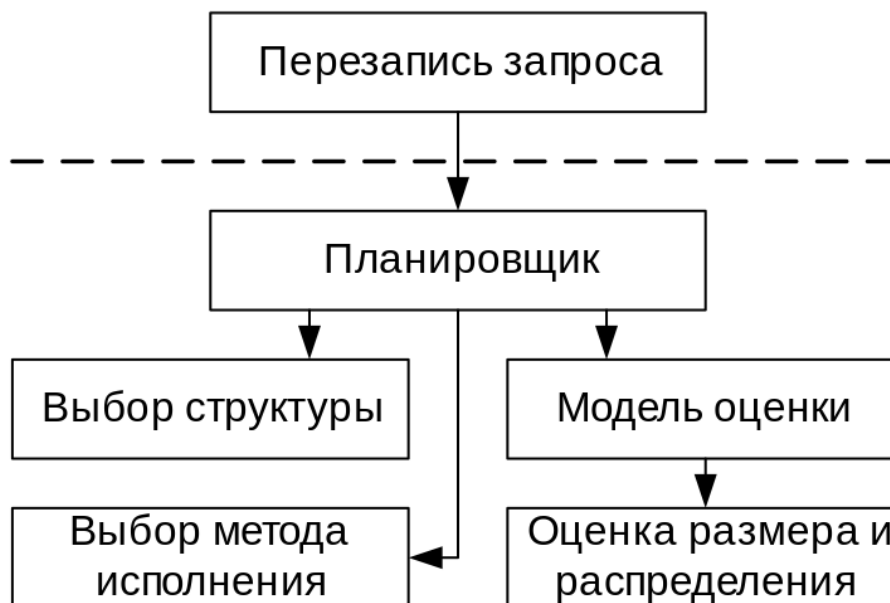 Перезапись запроса
Планировщик
Выбор структуры
Модель оценки
Выбор метода
исполнения
Оценка размера и
распределения